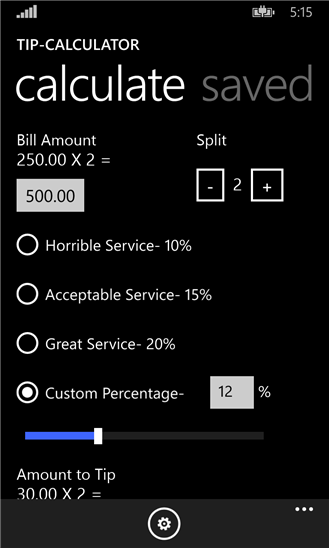 5:15
TIP-CALCULATOR
calculate saved
Bill Amount
Split
250.00 X 2 =
500.00
- 2 +
Horrible Service- 10%
Acceptable Service- 15%
Great Service- 20%
Custom Percentage- 12 %
Amount to Tip
30.00 X 2 =